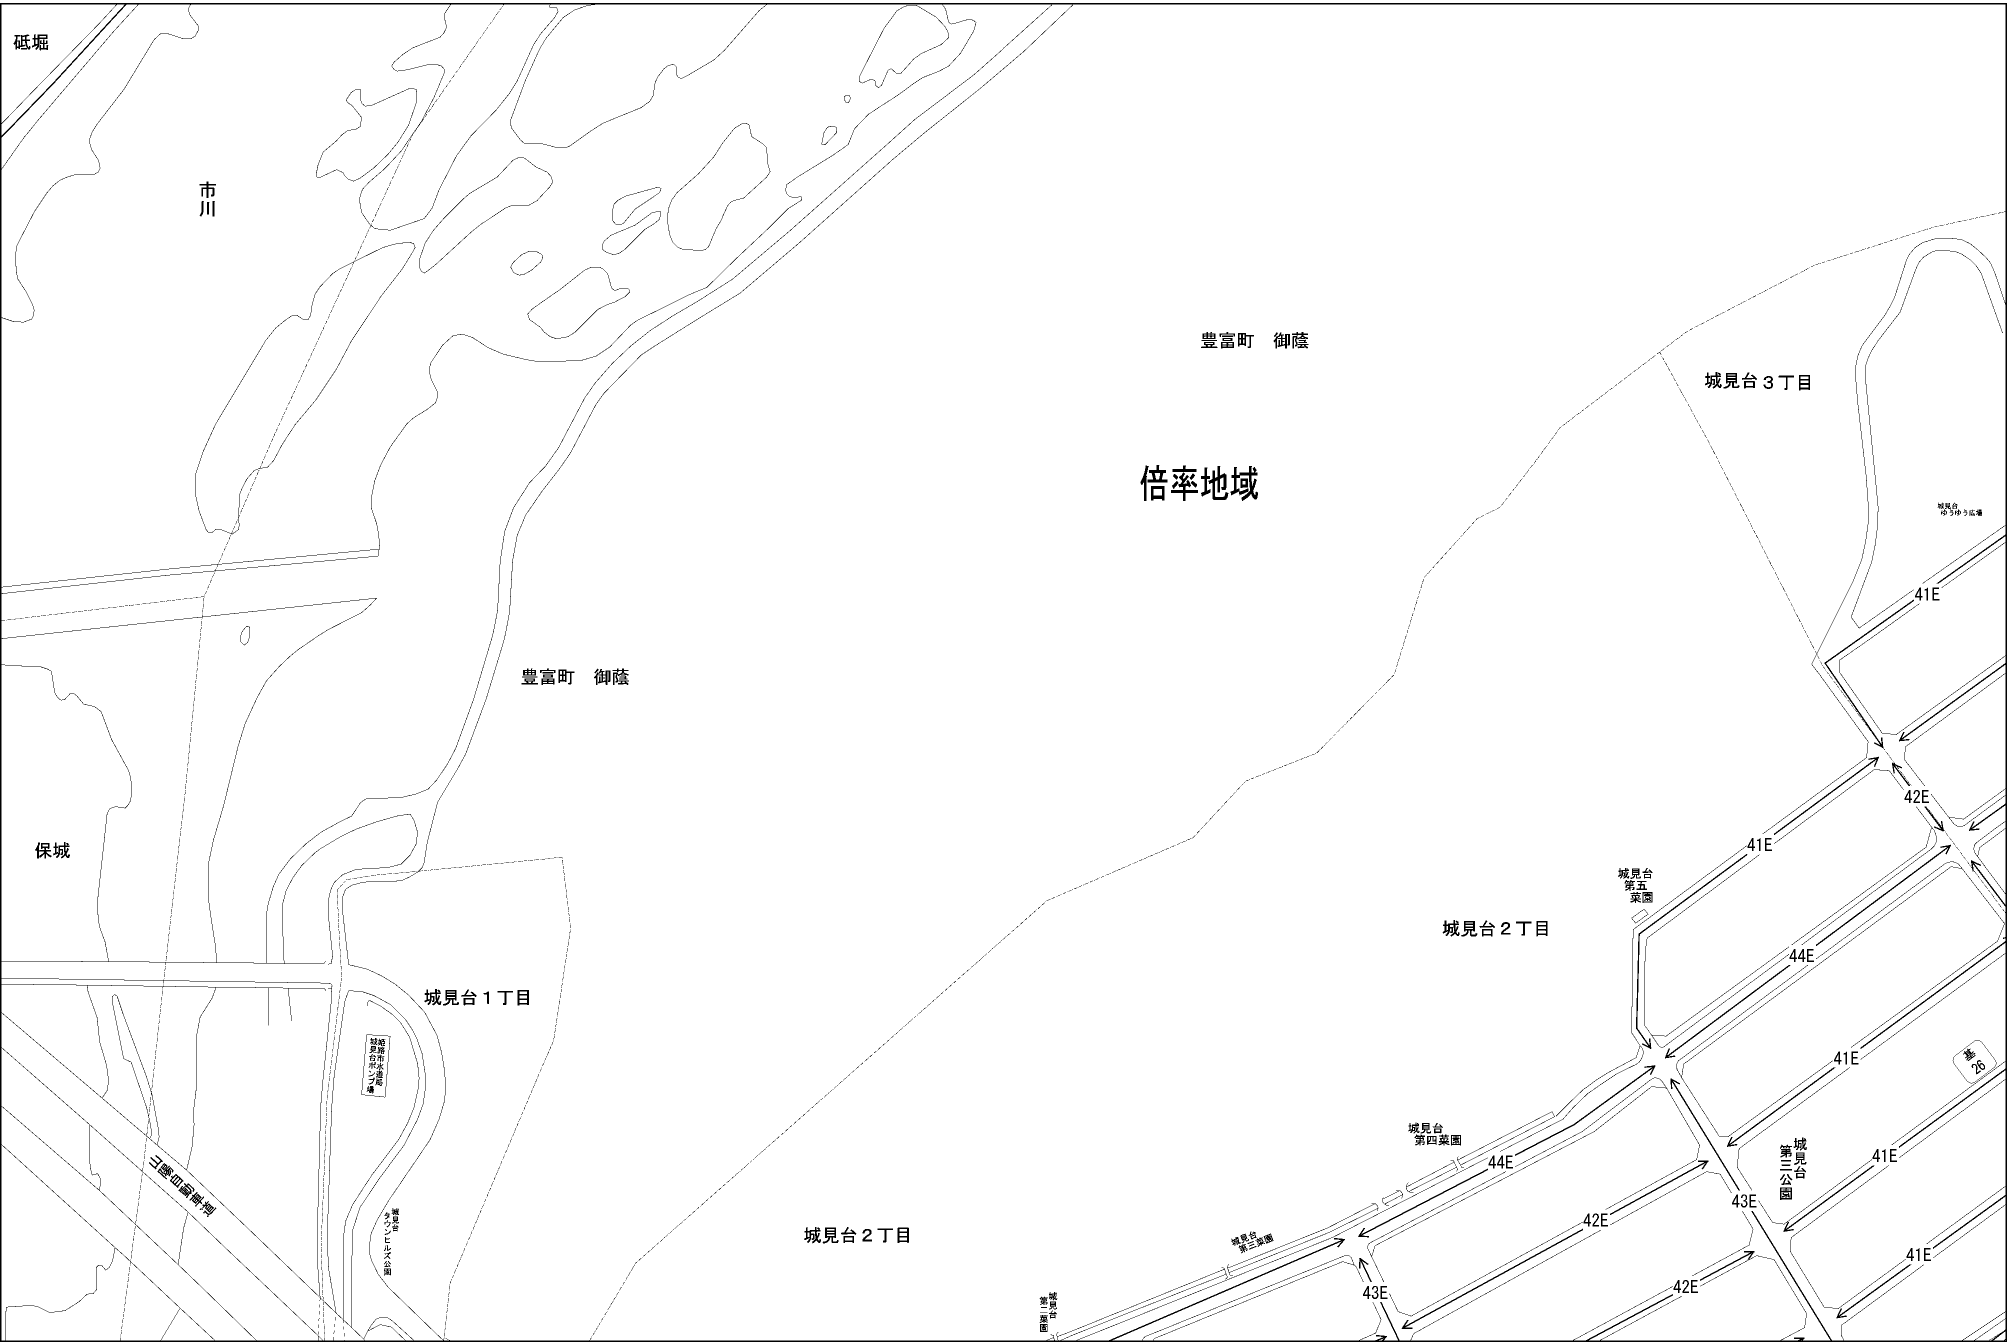 砥堀
市川
豊富町　御蔭
城見台３丁目
倍率地域
城見台
ゆうゆう広場
41E
豊富町　御蔭
42E
41E
保城
城見台
第五
菜園
城見台２丁目
44E
城見台１丁目
姫路市水道局
城見台ポンプ場
41E
基
26
城見台
第四菜園
44E
城見台
第三公園
41E
山陽自動車道
43E
城見台
タウンヒルズ公園
42E
城見台２丁目
城見台
第三菜園
41E
42E
43E
城見台
第二菜園